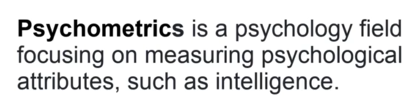 Psychometrics is a psychology field
focusing on measuring psychological
attributes, such as intelligence.